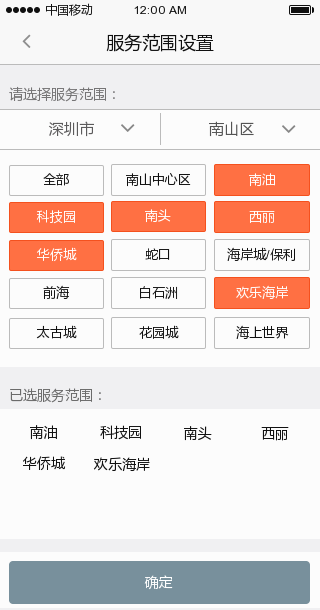 中国移动 12:00 AM
服务范围设置
请选择服务范围：
深圳市 南山区
全部 南山中心区 南油
科技园 南头 西丽
华侨城 蛇口 海岸城/保利
前海 白石洲 欢乐海岸
太古城 花园城 海上世界
已选服务范围：
南油 科技园 南头 西丽
华侨城 欢乐海岸
确定